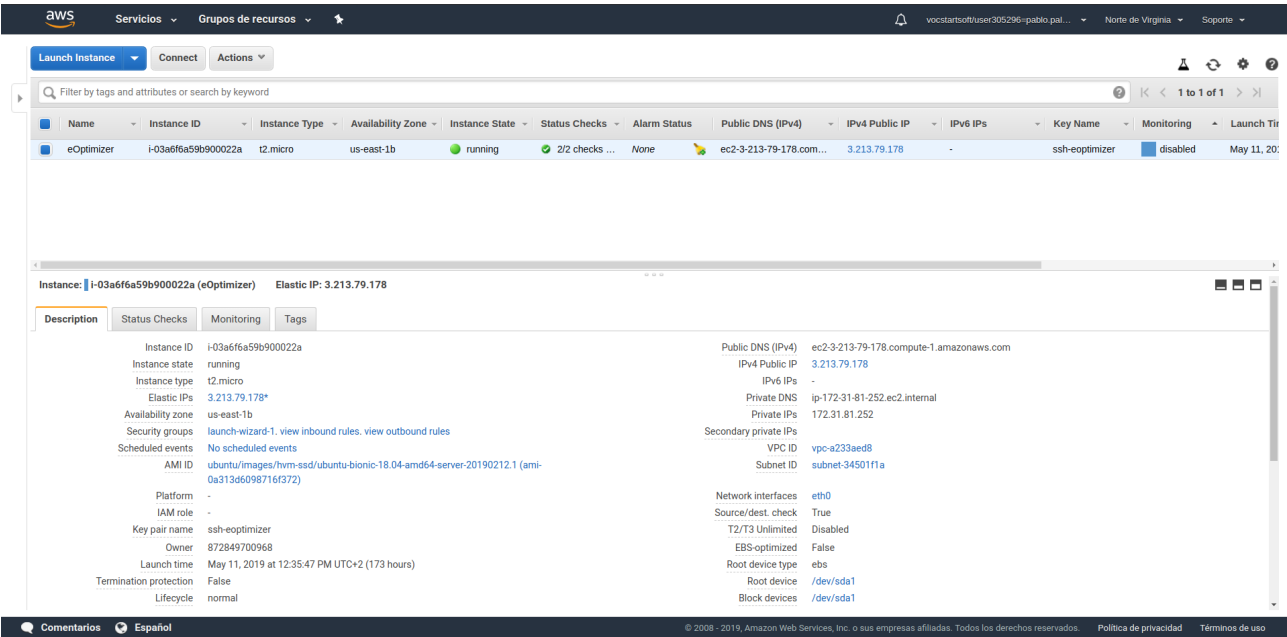 aws Servicios Grupos de recursos vocstartsoft/user305296=pablo.pal... Norte de Virginia Soporte
Launch Instance Connect Actions
Filter by tags and attributes or search by keyword 1 to 1 of 1
Name Instance ID Instance Type Availability Zone Instance State Status Checks Alarm Status Public DNS (IPv4) IPv4 Public IP IPv6 IPs Key Name Monitoring Launch Tir
eOptimizer i-03a6f6a59b900022a t2.micro us-east-1b running 2/2 checks ... None ec2-3-213-79-178.com... 3.213.79.178 - ssh-eoptimizer disabled May 11, 201
Instance: i-03a6f6a59b900022a (eOptimizer) Elastic IP: 3.213.79.178
Description Status Checks Monitoring Tags
Instance ID i-03a6f6a59b900022a Public DNS (IPv4) ec2-3-213-79-178.compute-1.amazonaws.com
Instance state running IPv4 Public IP 3.213.79.178
Instance type t2.micro IPv6 IPs -
Elastic IPs 3.213.79.178* Private DNS ip-172-31-81-252.ec2.internal
Availability zone us-east-1b Private IPs 172.31.81.252
Security groups launch-wizard-1. view inbound rules. view outbound rules Secondary private IPs
Scheduled events No scheduled events VPC ID vpc-a233aed8
AMI ID ubuntu/images/hvm-ssd/ubuntu-bionic-18.04-amd64-server-20190212.1 (ami- Subnet ID subnet-34501f1a
0a313d6098716f372)
Platform - Network interfaces eth0
IAM role - Source/dest. check True
Key pair name ssh-eoptimizer T2/T3 Unlimited Disabled
Owner 872849700968 EBS-optimized False
Launch time May 11, 2019 at 12:35:47 PM UTC+2 (173 hours) Root device type ebs
Termination protection False Root device /dev/sda1
Lifecycle normal Block devices /dev/sda1
Comentarios Español © 2008 - 2019, Amazon Web Services, Inc. o sus empresas afiliadas. Todos los derechos reservados. Política de privacidad Términos de uso